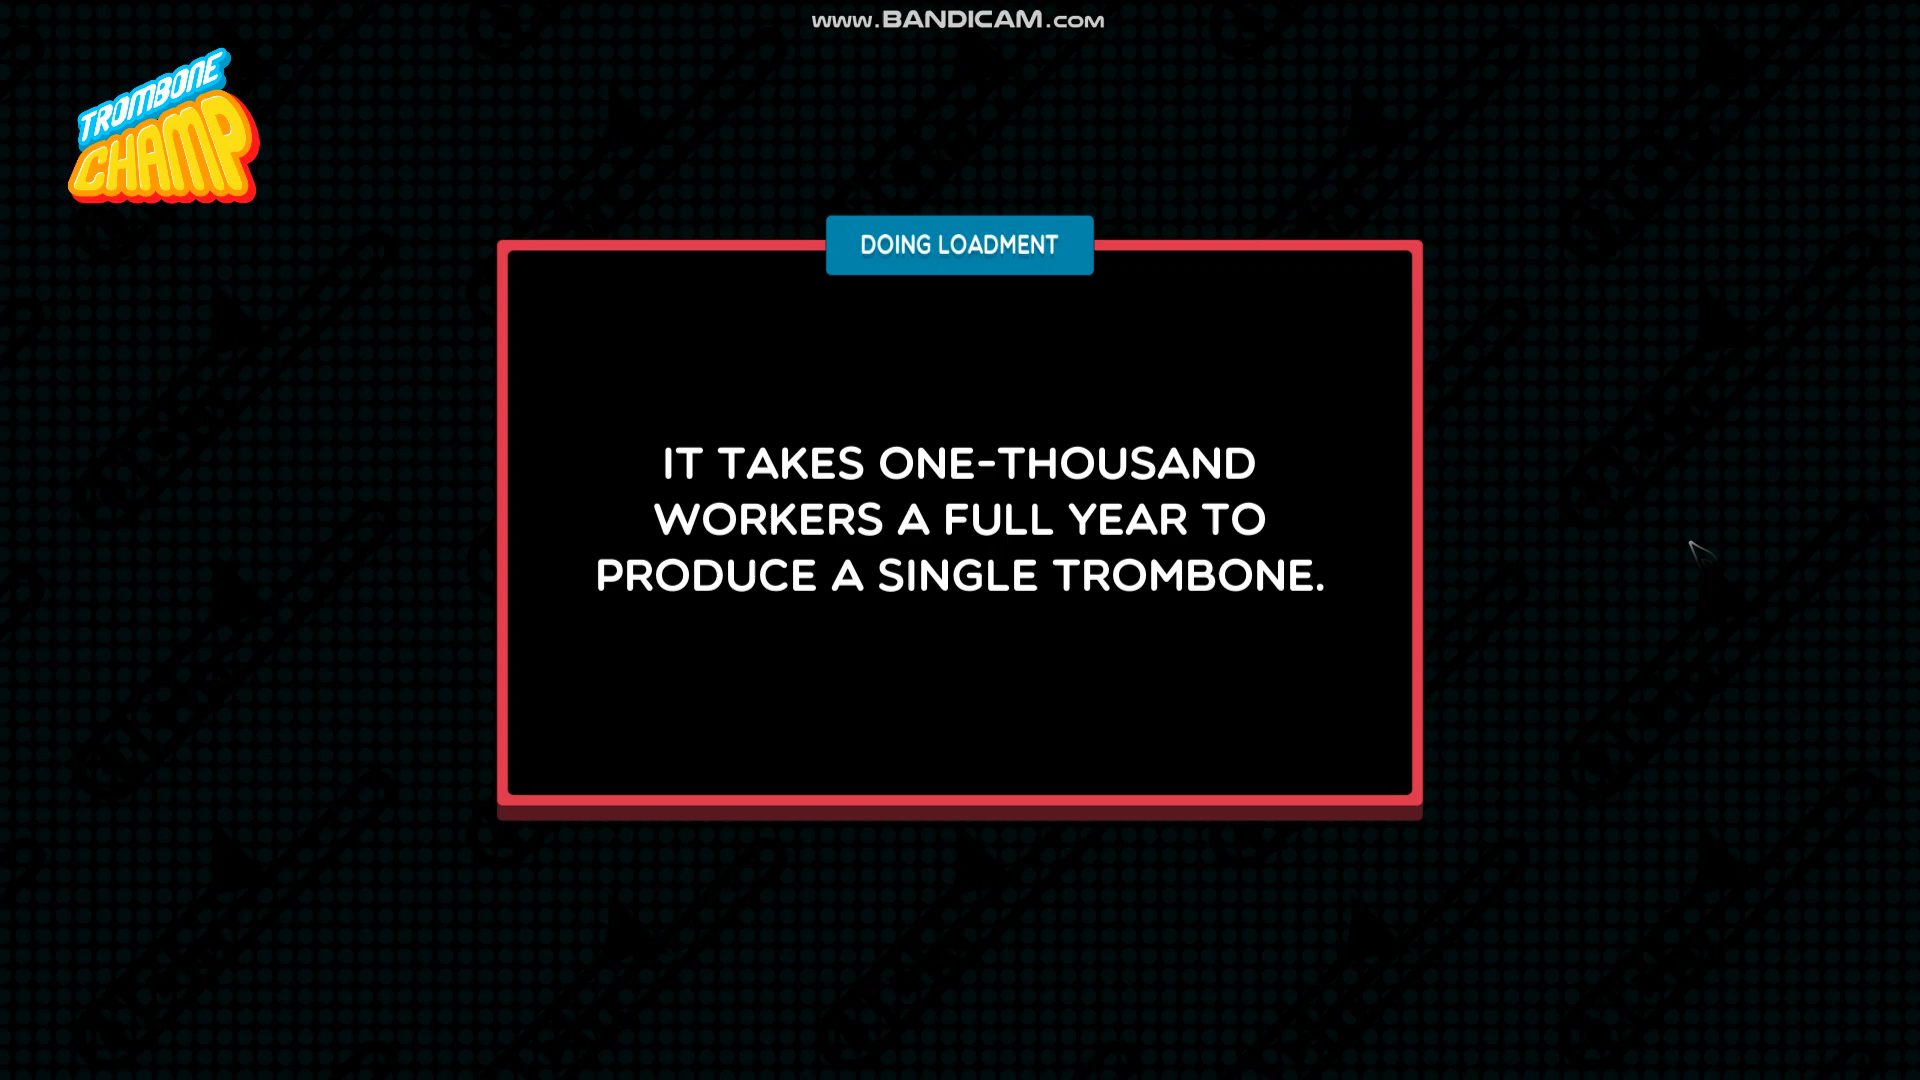 www.BANDICAM.com
TROMBONE
CHAMP
DOING LOADMENT
IT TAKES ONE-THOUSAND
WORKERS A FULL YEAR TO
PRODUCE A SINGLE TROMBONE.